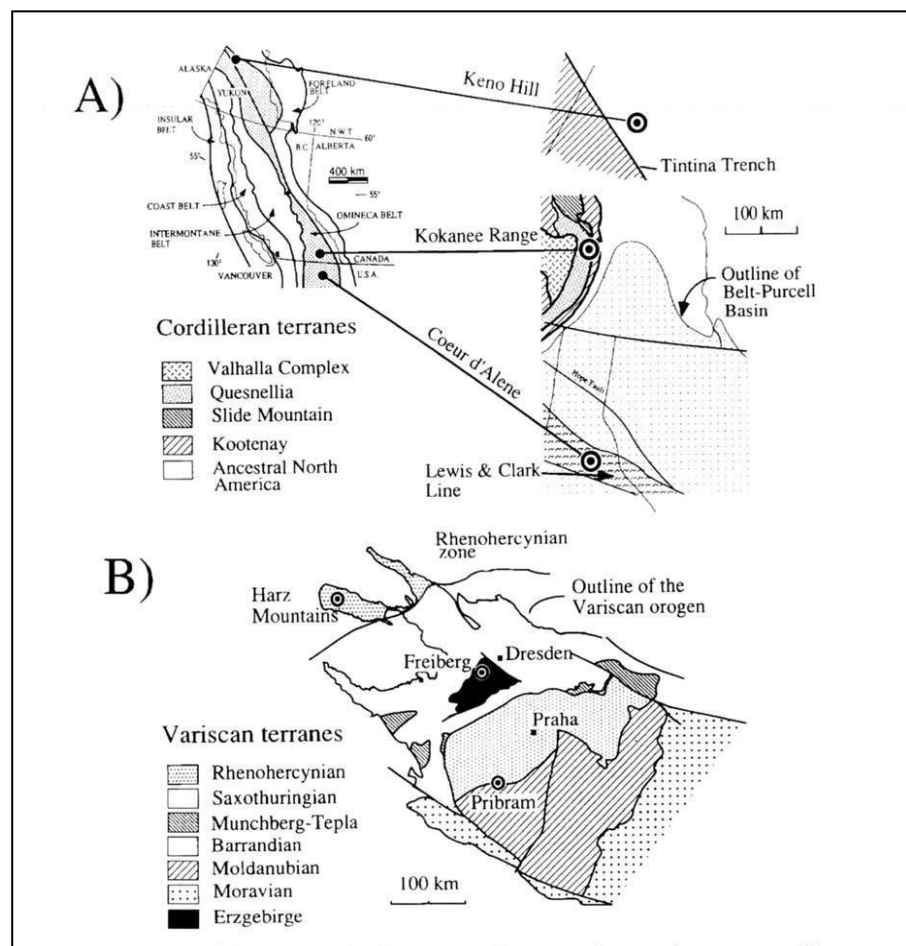 A)
ALASKA
YUKON
FORELAND
BELT
INSULAR
BELT
120°
N.W.T
60°
B.C.
ALBERTA
55°
400 km
55°
COAST BELT
OMINECA BELT
INTERMONTANE
BELT
130°
VANCOUVER
CANADA
U.S.A.
Keno Hill
Tintina Trench
Kokanee Range
100 km
Outline of
Belt-Purcell
Basin
Coeur d'Alene
Hope Fault
Lewis & Clark
Line
Cordilleran terranes
Valhalla Complex
Quesnellia
Slide Mountain
Kootenay
Ancestral North
America
B)
Rhenohercynian
zone
Harz
Mountains
Outline of the
Variscan orogen
Freiberg
Dresden
Praha
Pribram
Variscan terranes
Rhenohercynian
Saxothuringian
Munchberg-Tepla
Barrandian
Moldanubian
Moravian
Erzgebirge
100 km